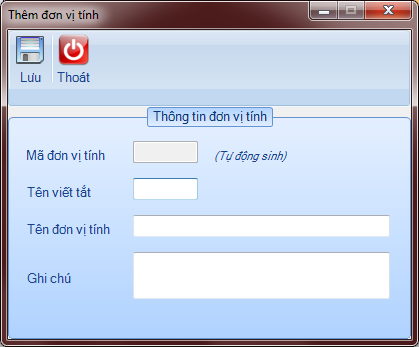 Thêm đơn vị tính
Lưu Thoát
Thông tin đơn vị tính
Mã đơn vị tính (Tự động sinh)
Tên viết tắt
Tên đơn vị tính
Ghi chú